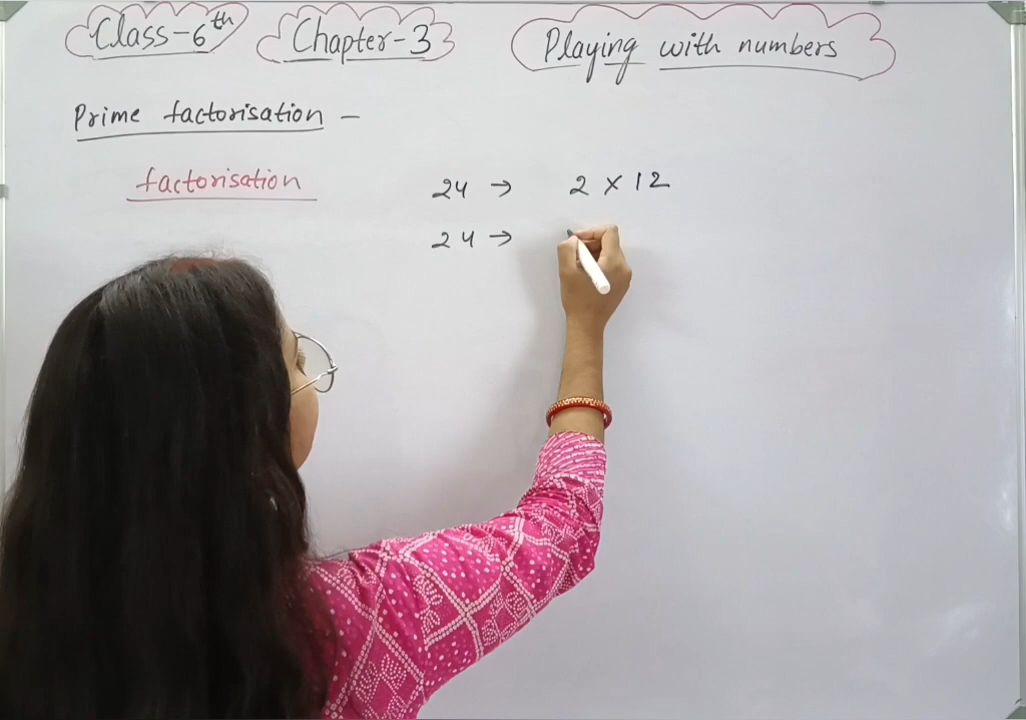 Class-6th Chapter-3 Playing with numbers
Prime factorisation -
factorisation 24 → 2 × 12
24 →